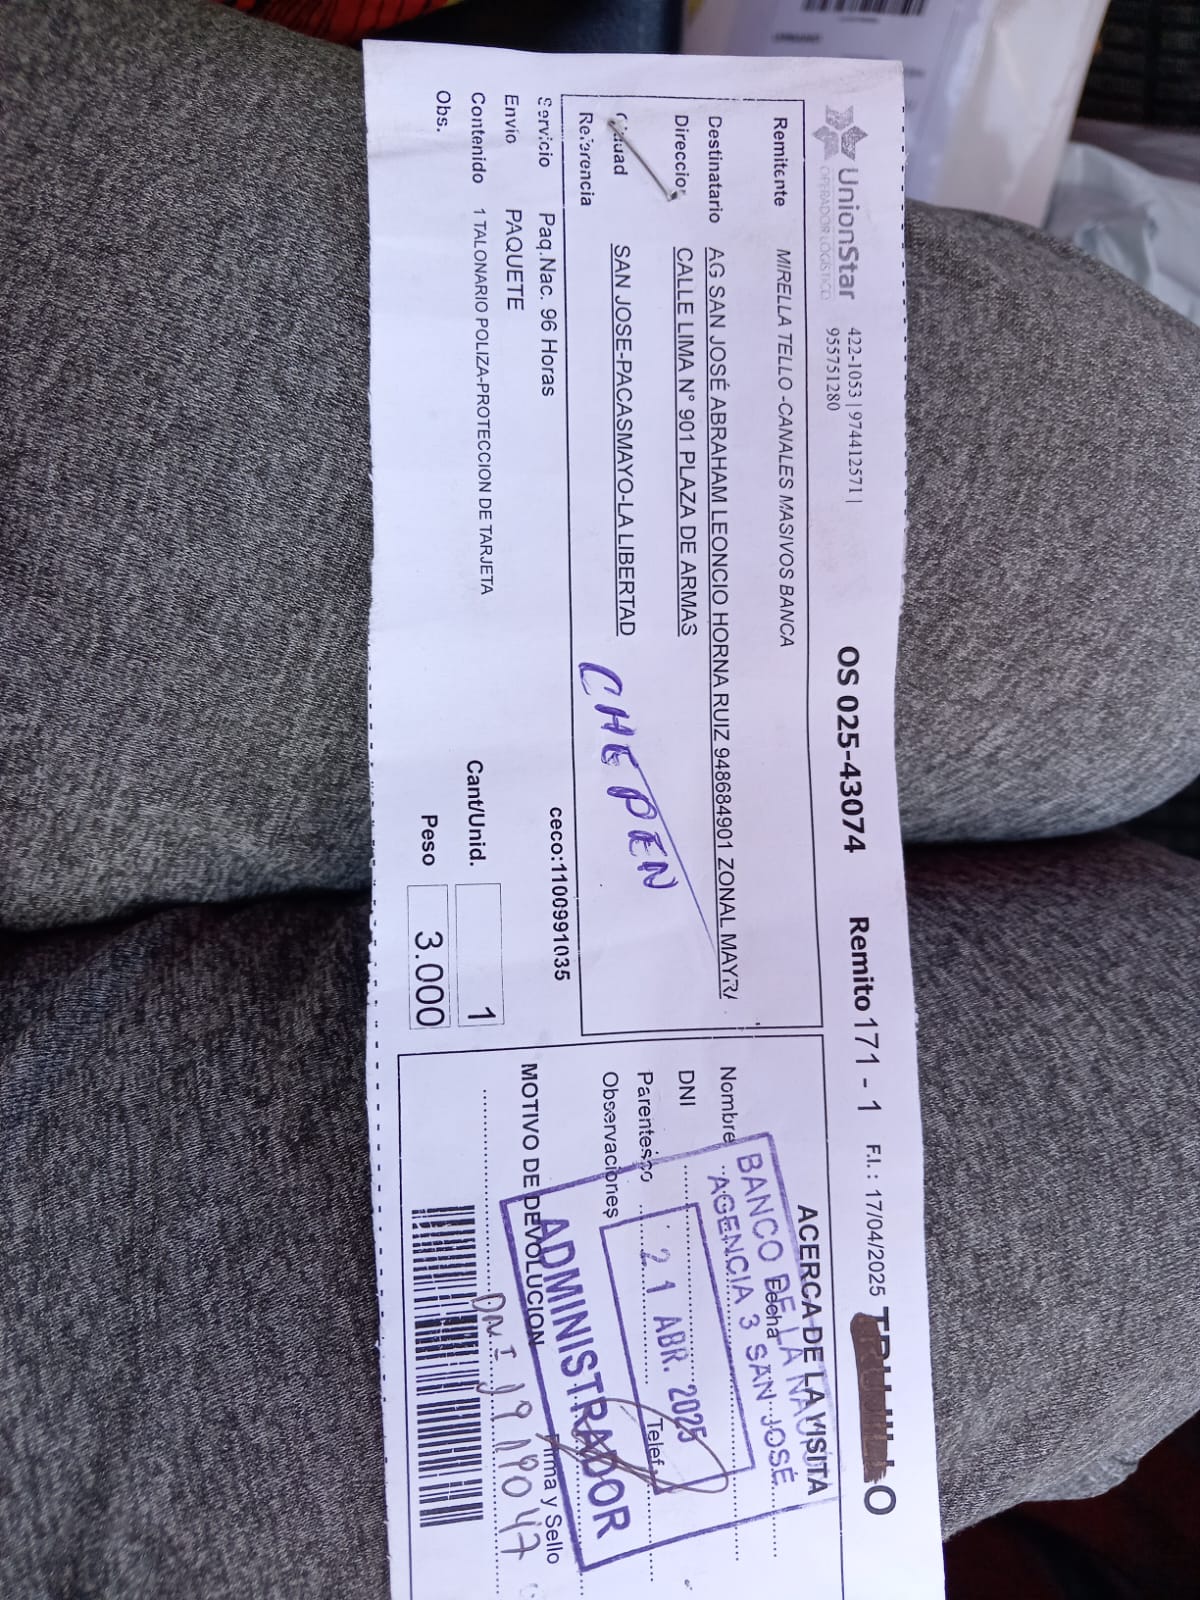 UnionStar
OPERADOR LOGISTICO
422-1053 | 974412571 |
955751280
OS 025-43074
Remito 171 - 1
F.I.: 17/04/2025
Remitente MIRELLA TELLO -CANALES MASIVOS BANCA
Destinatario AG SAN JOSÉ ABRAHAM LEONCIO HORNA RUIZ 948684901 ZONAL MAYRA
Direccion CALLE LIMA N° 901 PLAZA DE ARMAS
SAN JOSE-PACASMAYO-LA LIBERTAD
Referencia
CHEPEN
Servicio Paq.Nac. 96 Horas
ceco:1100991035
Envio PAQUETE
Contenido 1 TALONARIO POLIZA-PROTECCION DE TARJETA
Cant/Unid. 1
Obs.
Peso 3.000
ACERCA DE LA VISITA
Fecha
Nombre
DNI
Parentesco
Telef
Observaciones
MOTIVO DE DEVOLUCION
Firma y Sello
BANCO DE LA NACION
AGENCIA 3 SAN JOSÉ
21 ABR. 2025
ADMINISTRADOR